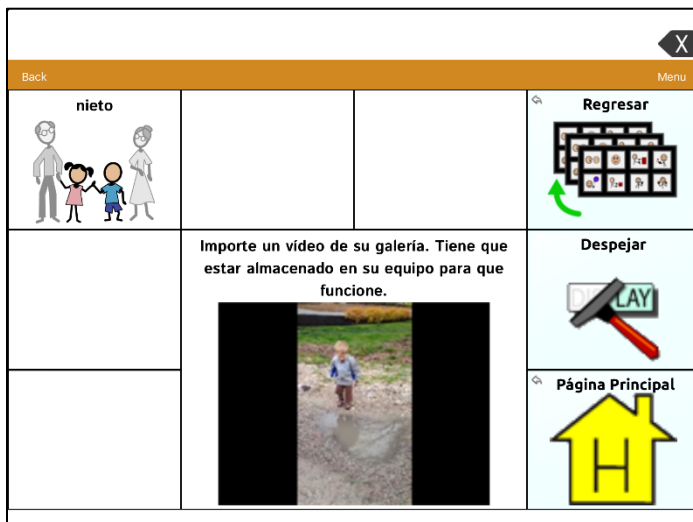 X
Back
Menu
nieto
Regresar
Importe un vídeo de su galería. Tiene que
estar almacenado en su equipo para que
funcione.
Despejar
DISPLAY
Página Principal
H